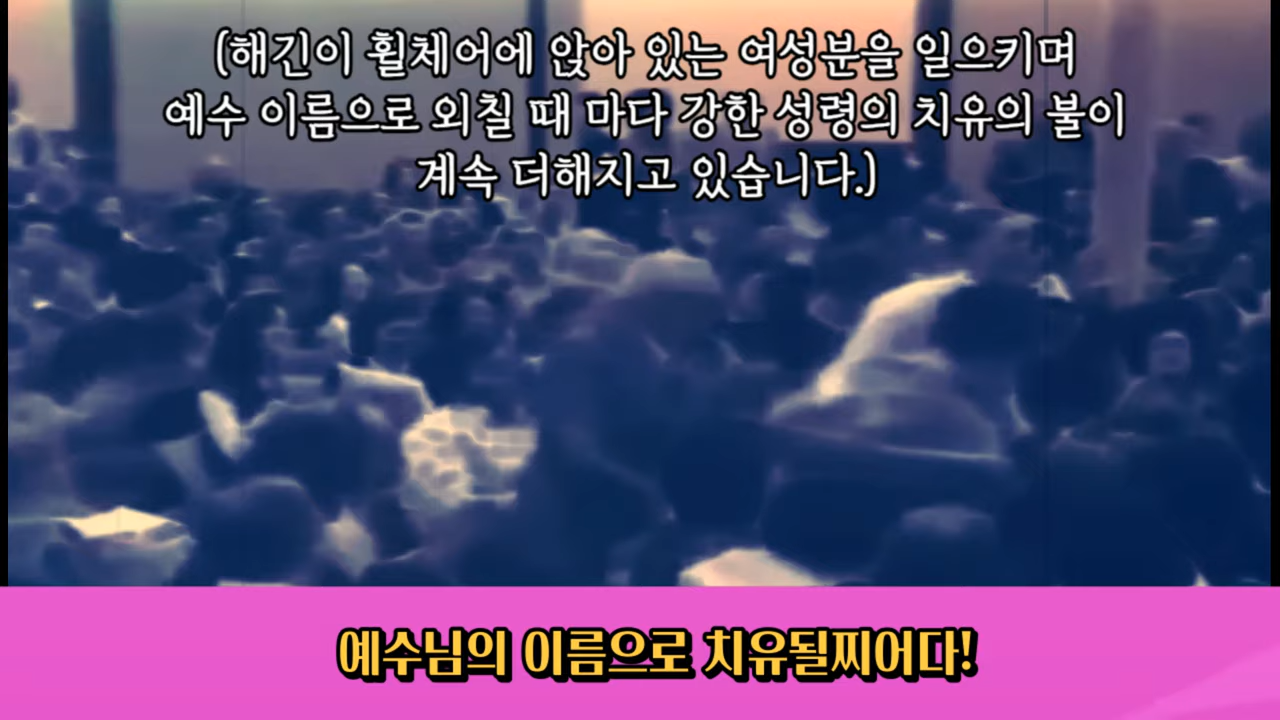 (해긴이 휠체어에 앉아 있는 여성분을 일으키며
예수 이름으로 외칠 때 마다 강한 성령의 치유의 불이
계속 더해지고 있습니다.)
예수님의 이름으로 치유될찌어다!